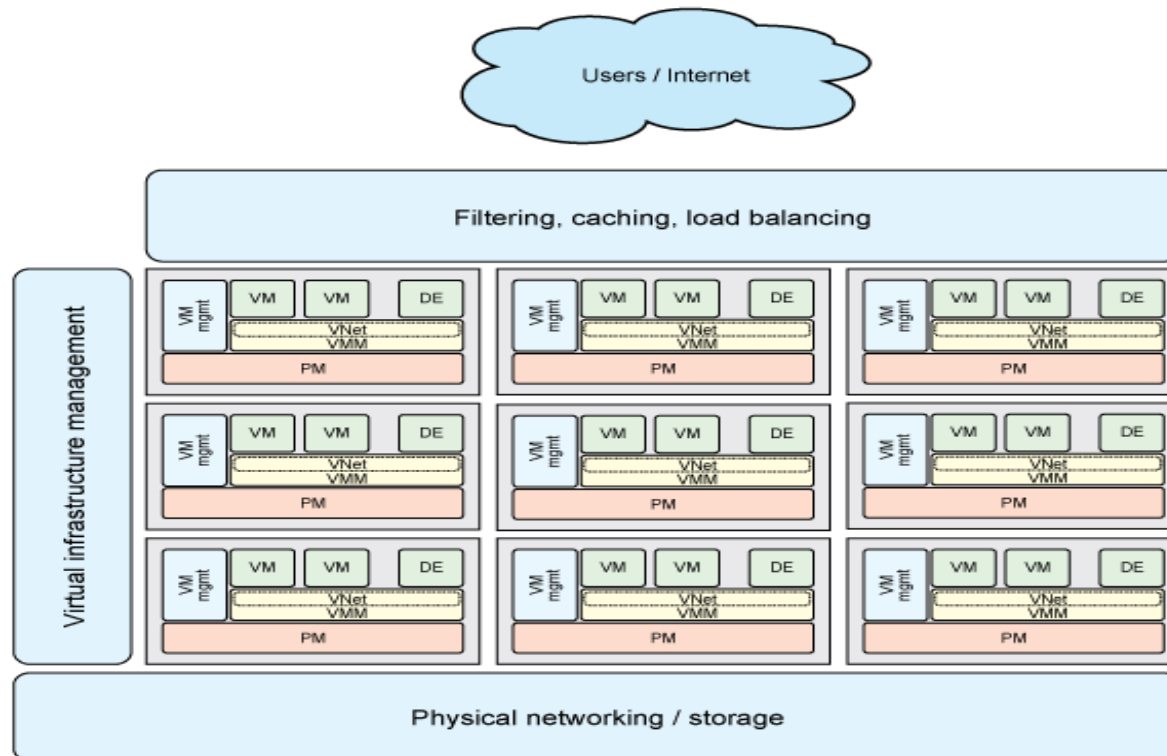 Users / Internet
Filtering, caching, load balancing
Virtual infrastructure management
VM mgmt
VM VM DE
VNet
VMM
PM
VM mgmt
VM VM DE
VNet
VMM
PM
VM mgmt
VM VM DE
VNet
VMM
PM
VM mgmt
VM VM DE
VNet
VMM
PM
VM mgmt
VM VM DE
VNet
VMM
PM
VM mgmt
VM VM DE
VNet
VMM
PM
VM mgmt
VM VM DE
VNet
VMM
PM
VM mgmt
VM VM DE
VNet
VMM
PM
VM mgmt
VM VM DE
VNet
VMM
PM
Physical networking / storage